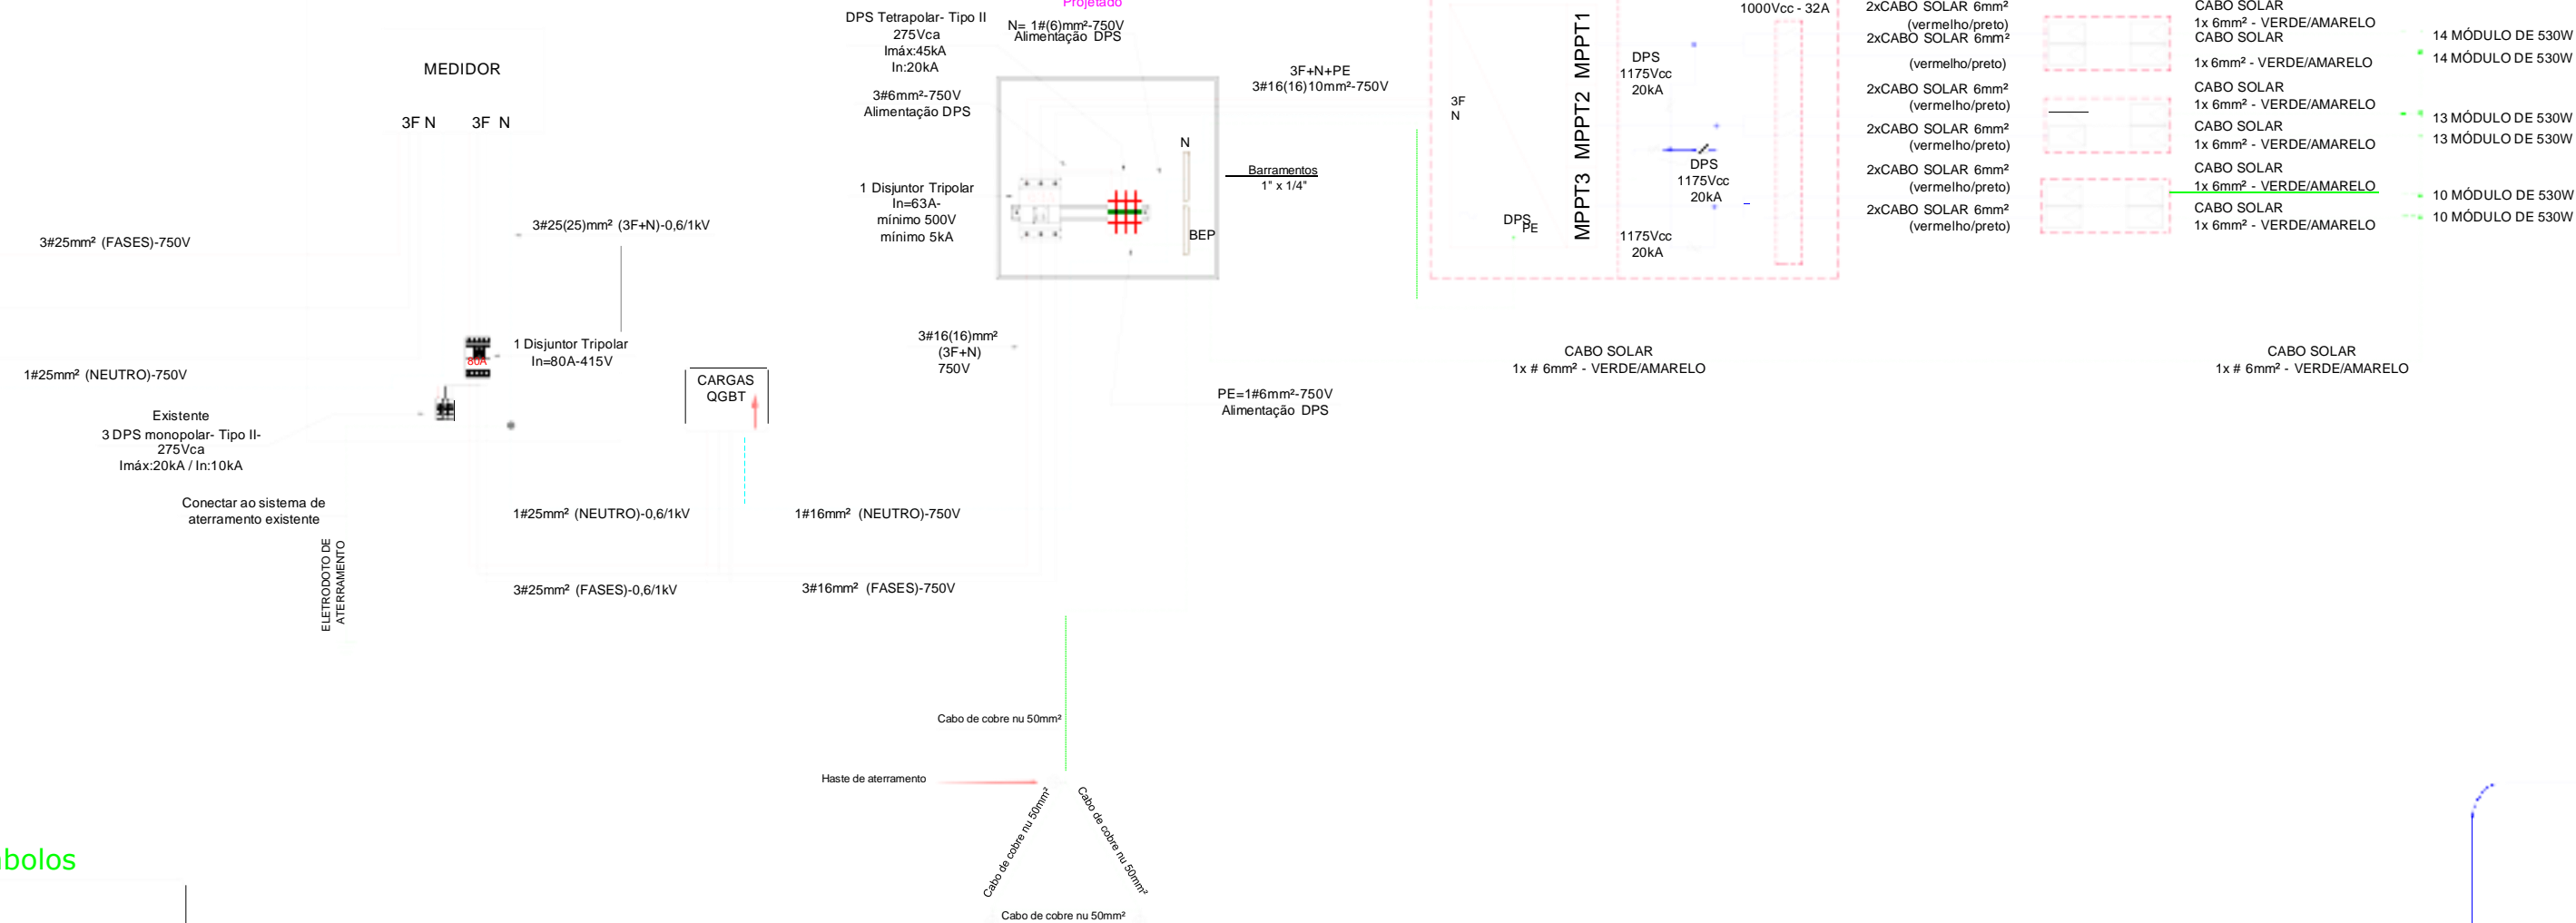 Projetado
DPS Tetrapolar- Tipo II
275Vca
Imáx:45kA
In:20kA
N= 1#(6)mm²-750V
Alimentação DPS
3#6mm²-750V
Alimentação DPS
MEDIDOR
3F N
3F N
3F+N+PE
3#16(16)10mm²-750V
N
BEP
Barramentos
1" x 1/4"
1 Disjuntor Tripolar
In=63A-
mínimo 500V
mínimo 5kA
3#25mm² (FASES)-750V
3#25(25)mm² (3F+N)-0,6/1kV
1 Disjuntor Tripolar
In=80A-415V
80A
1#25mm² (NEUTRO)-750V
Existente
3 DPS monopolar- Tipo II-
275Vca
Imáx:20kA / In:10kA
Conectar ao sistema de
aterramento existente
ELETRODOTO DE
ATERRAMENTO
CARGAS
QGBT
3#16(16)mm²
(3F+N)
750V
PE=1#6mm²-750V
Alimentação DPS
1#25mm² (NEUTRO)-0,6/1kV
1#16mm² (NEUTRO)-750V
3#25mm² (FASES)-0,6/1kV
3#16mm² (FASES)-750V
Cabo de cobre nu 50mm²
Haste de aterramento
Cabo de cobre nu 50mm²
Cabo de cobre nu 50mm²
Cabo de cobre nu 50mm²
bolos
3F
N
DPS
PE
MPPT3 MPPT2 MPPT1
1000Vcc - 32A
DPS
1175Vcc
20kA
DPS
1175Vcc
20kA
1175Vcc
20kA
2xCABO SOLAR 6mm²
(vermelho/preto)
2xCABO SOLAR 6mm²
(vermelho/preto)
2xCABO SOLAR 6mm²
(vermelho/preto)
2xCABO SOLAR 6mm²
(vermelho/preto)
2xCABO SOLAR 6mm²
(vermelho/preto)
2xCABO SOLAR 6mm²
(vermelho/preto)
CABO SOLAR
1x 6mm² - VERDE/AMARELO
CABO SOLAR
1x 6mm² - VERDE/AMARELO
CABO SOLAR
1x 6mm² - VERDE/AMARELO
CABO SOLAR
1x 6mm² - VERDE/AMARELO
CABO SOLAR
1x 6mm² - VERDE/AMARELO
CABO SOLAR
1x 6mm² - VERDE/AMARELO
14 MÓDULO DE 530W
14 MÓDULO DE 530W
13 MÓDULO DE 530W
13 MÓDULO DE 530W
10 MÓDULO DE 530W
10 MÓDULO DE 530W
CABO SOLAR
1x # 6mm² - VERDE/AMARELO
CABO SOLAR
1x # 6mm² - VERDE/AMARELO